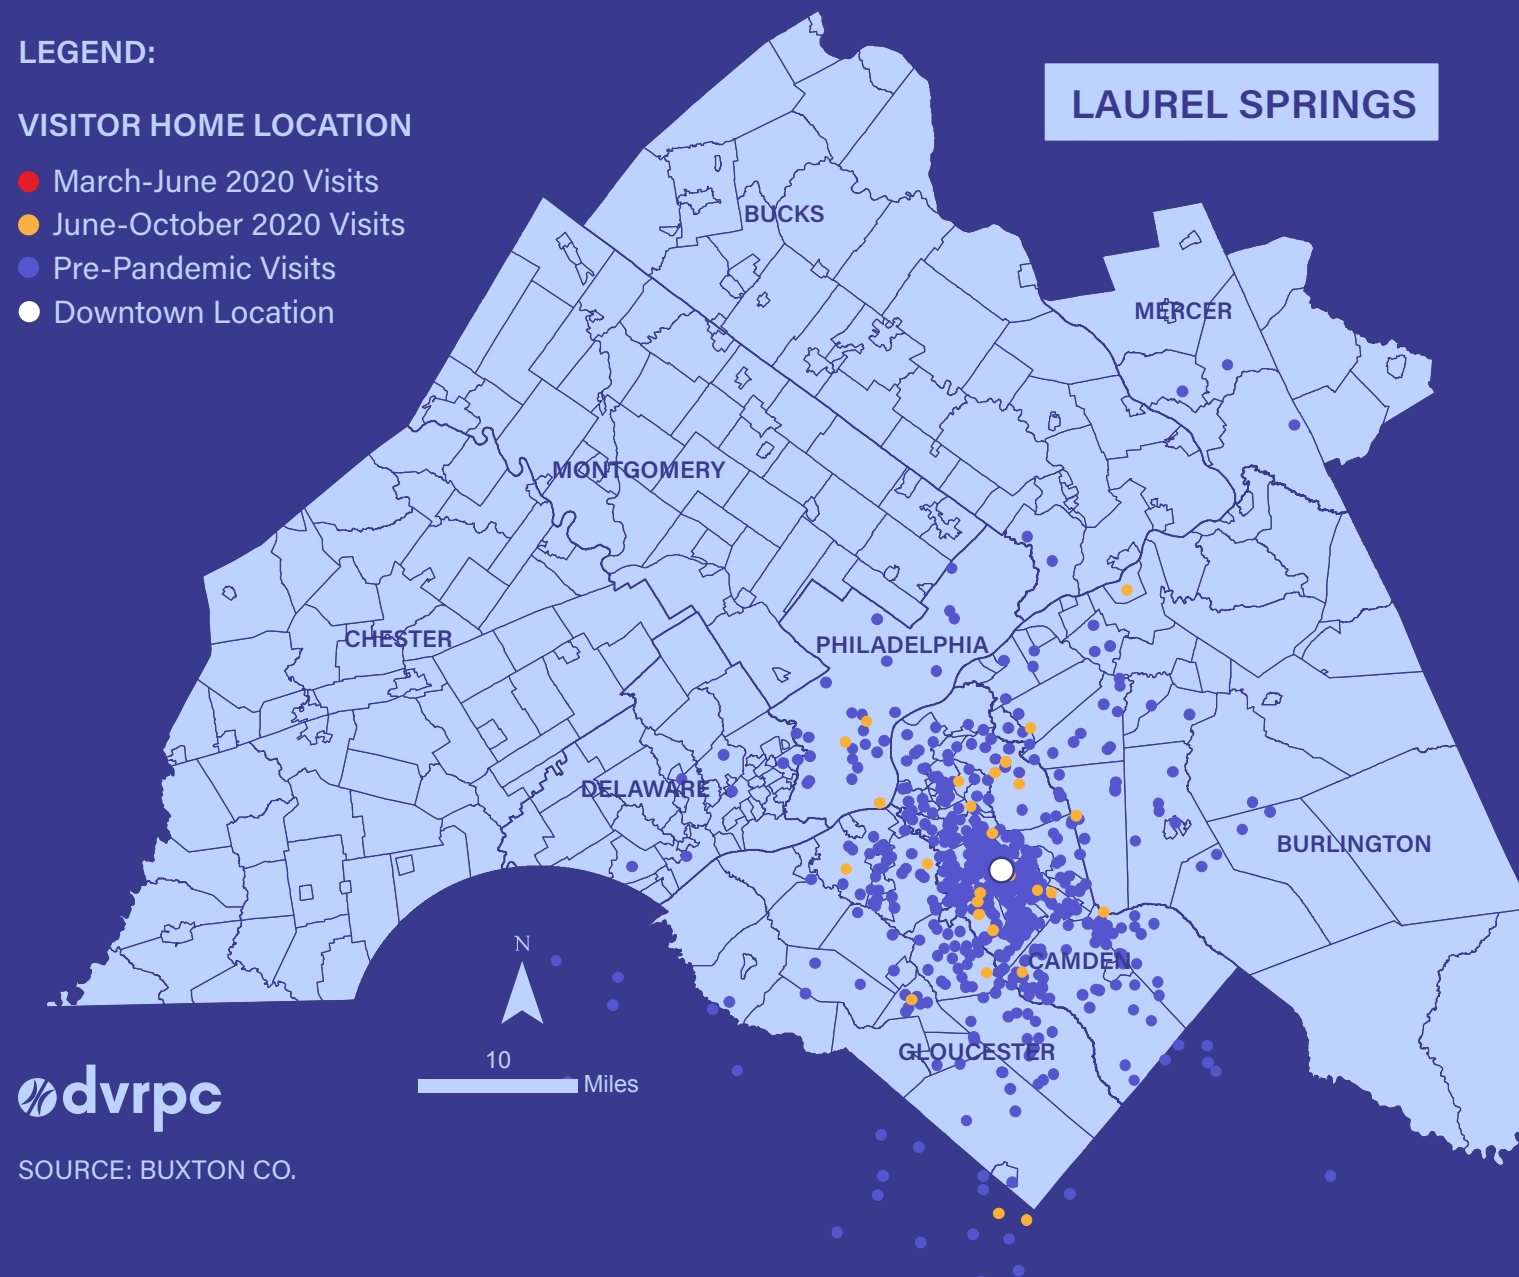 LEGEND:
LAUREL SPRINGS
VISITOR HOME LOCATION
March-June 2020 Visits
June-October 2020 Visits
Pre-Pandemic Visits
Downtown Location
BUCKS
MERCER
MONTGOMERY
CHESTER
PHILADELPHIA
DELAWARE
BURLINGTON
CAMDEN
GLOUCESTER
N
10
Miles
dvrpc
SOURCE: BUXTON CO.